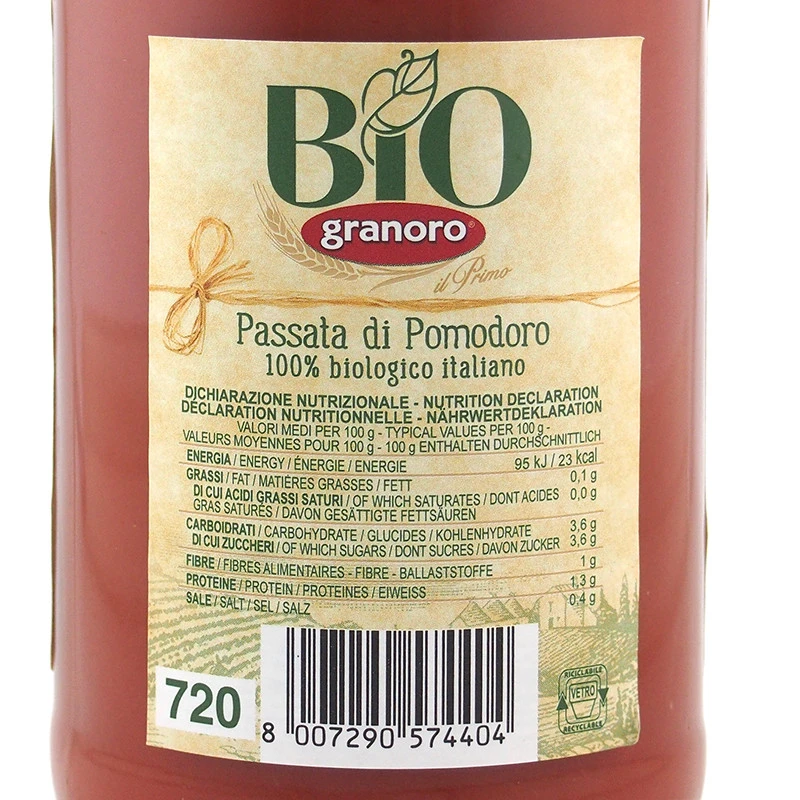 BiO
granoro®
il Primo
Passata di Pomodoro
100% biologico italiano
DICHIARAZIONE NUTRIZIONALE - NUTRITION DECLARATION
DÉCLARATION NUTRITIONNELLE - NÄHRWERTDEKLARATION
VALORI MEDI PER 100 g - TYPICAL VALUES PER 100 g -
VALEURS MOYENNES POUR 100 g - 100 g ENTHALTEN DURCHSCHNITTLICH
ENERGIA / ENERGY / ÉNERGIE / ENERGIE 95 kJ / 23 kcal
GRASSI / FAT / MATIÈRES GRASSES / FETT 0,1 g
DI CUI ACIDI GRASSI SATURI / OF WHICH SATURATES / DONT ACIDES 0,0 g
GRAS SATURÉS / DAVON GESÄTTIGTE FETTSÄUREN
CARBOIDRATI / CARBOHYDRATE / GLUCIDES / KOHLENHYDRATE 3,6 g
DI CUI ZUCCHERI / OF WHICH SUGARS / DONT SUCRES / DAVON ZUCKER 3,6 g
FIBRE / FIBRES ALIMENTAIRES - FIBRE - BALLASTSTOFFE 1 g
PROTEINE / PROTEIN / PROTEINES / EIWEISS 1,3 g
SALE / SALT / SEL / SALZ 0,4 g
720
8 007290 574404
RICICLABILE
VETRO
RECYCLABLE